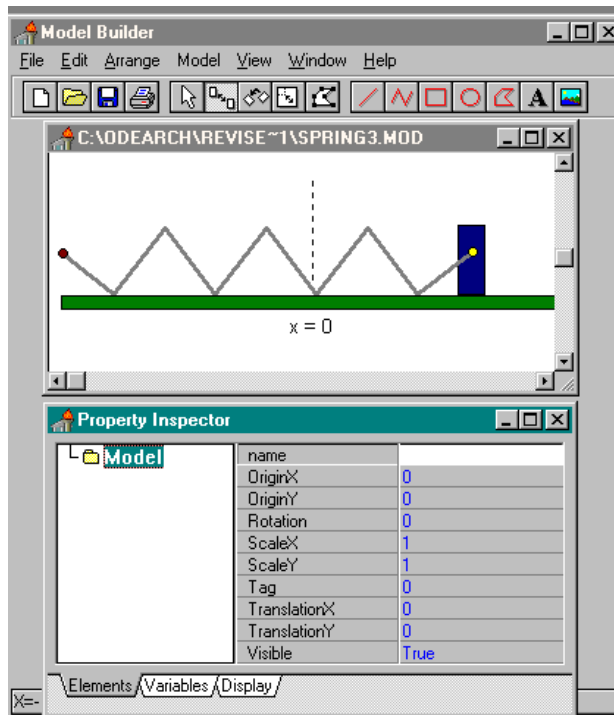 Model Builder
File Edit Arrange Model View Window Help
A
C:\ODEARCH\REVISE~1\SPRING3.MOD
x = 0
Property Inspector
Model
name
OriginX 0
OriginY 0
Rotation 0
ScaleX 1
ScaleY 1
Tag 0
TranslationX 0
TranslationY 0
Visible True
Elements Variables Display
X=-